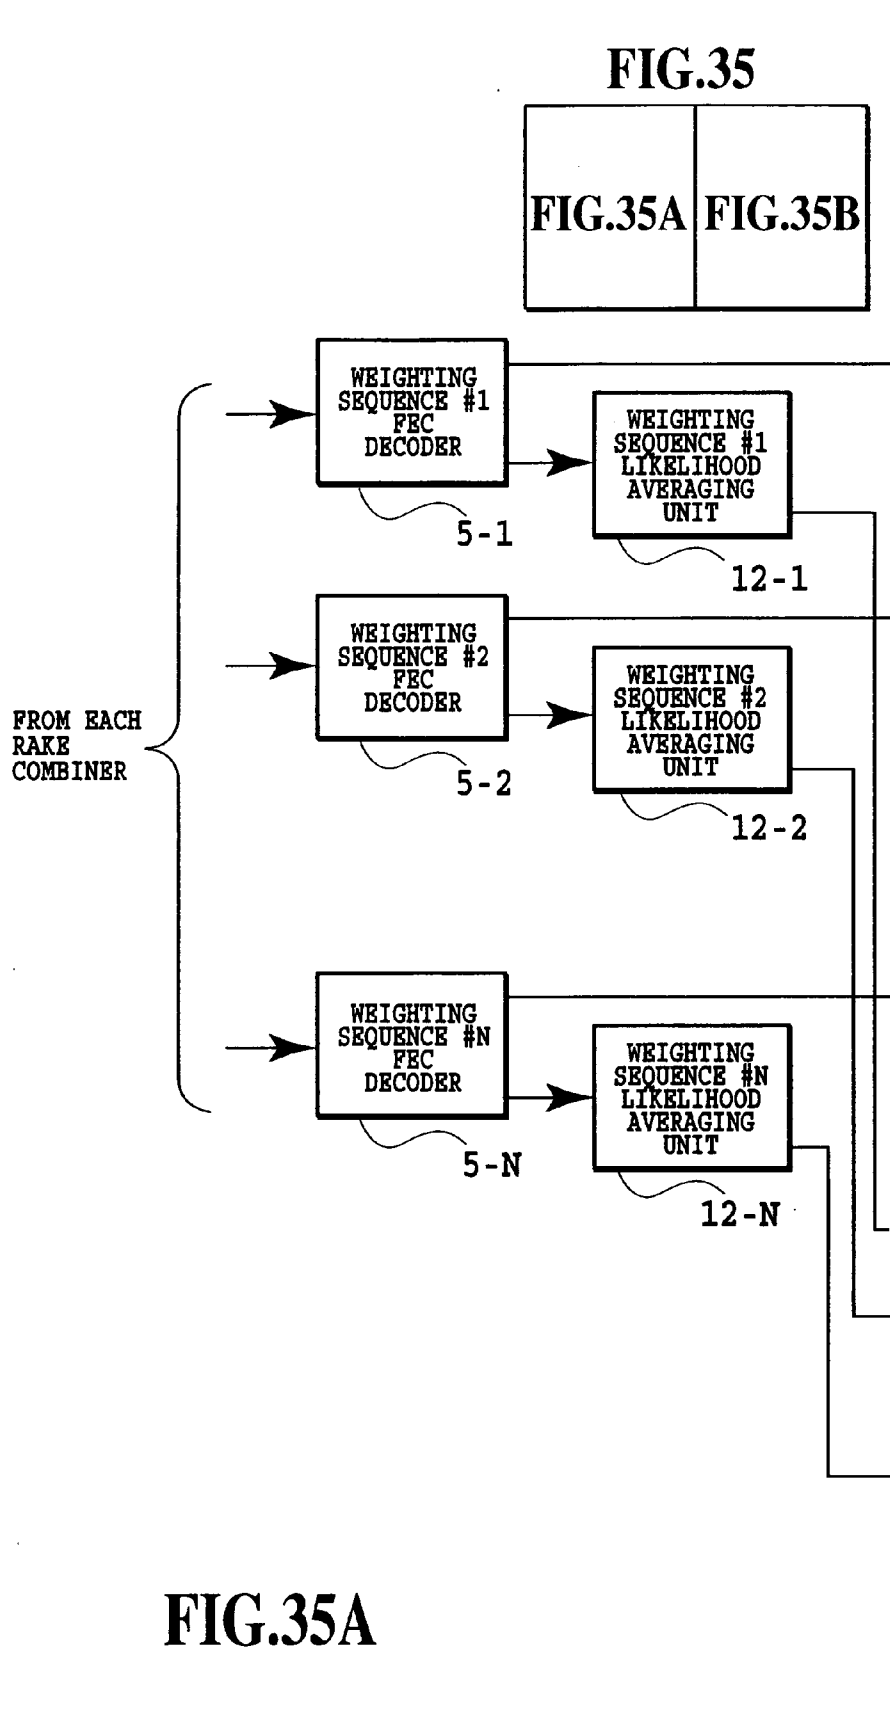 FIG.35
FIG.35A
FIG.35B
WEIGHTING
SEQUENCE #1
FEC
DECODER
5-1
WEIGHTING
SEQUENCE #1
LIKELIHOOD
AVERAGING
UNIT
12-1
WEIGHTING
SEQUENCE #2
FEC
DECODER
5-2
WEIGHTING
SEQUENCE #2
LIKELIHOOD
AVERAGING
UNIT
12-2
FROM EACH
RAKE
COMBINER
WEIGHTING
SEQUENCE #N
FEC
DECODER
5-N
WEIGHTING
SEQUENCE #N
LIKELIHOOD
AVERAGING
UNIT
12-N
FIG.35A